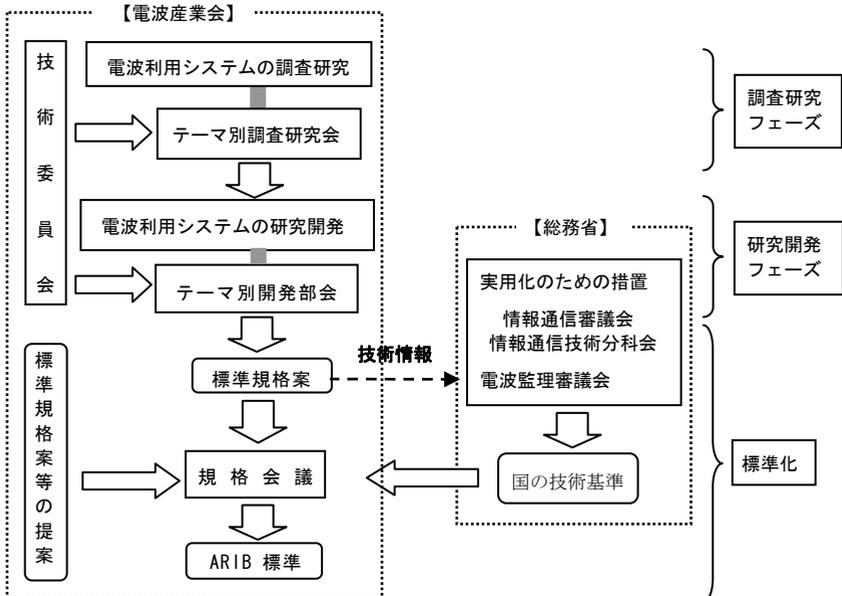 【電波産業会】
技術委員会
電波利用システムの調査研究
テーマ別調査研究会
電波利用システムの研究開発
テーマ別開発部会
標準規格案
技術情報
標準規格案等の提案
規格会議
ARIB 標準
【総務省】
実用化のための措置
情報通信審議会
情報通信技術分科会
電波監理審議会
国の技術基準
調査研究
フェーズ
研究開発
フェーズ
標準化